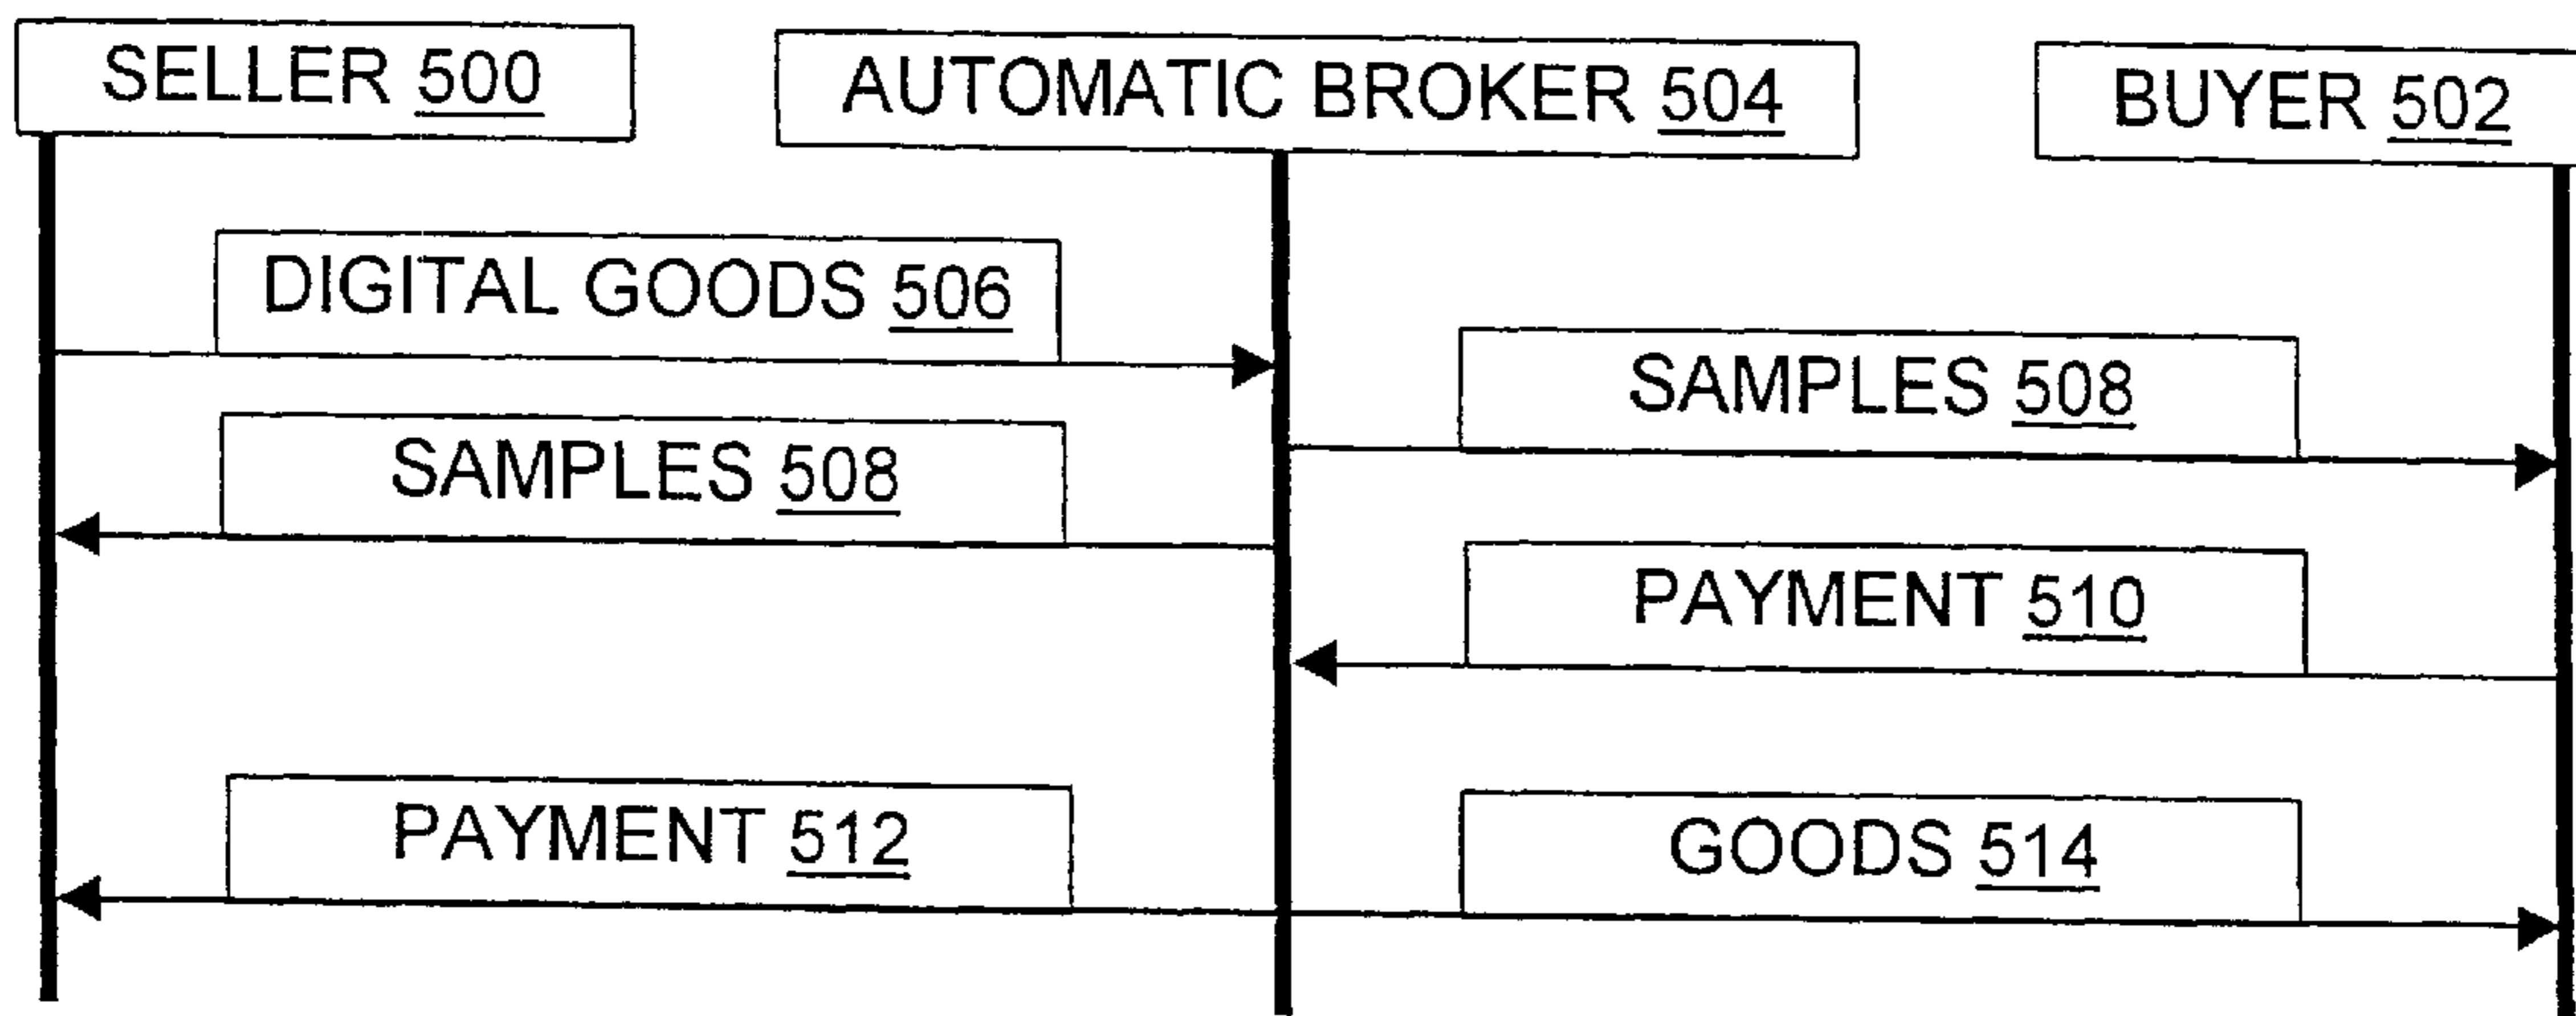 SELLER 500
AUTOMATIC BROKER 504
BUYER 502
DIGITAL GOODS 506
SAMPLES 508
SAMPLES 508
PAYMENT 510
PAYMENT 512
GOODS 514